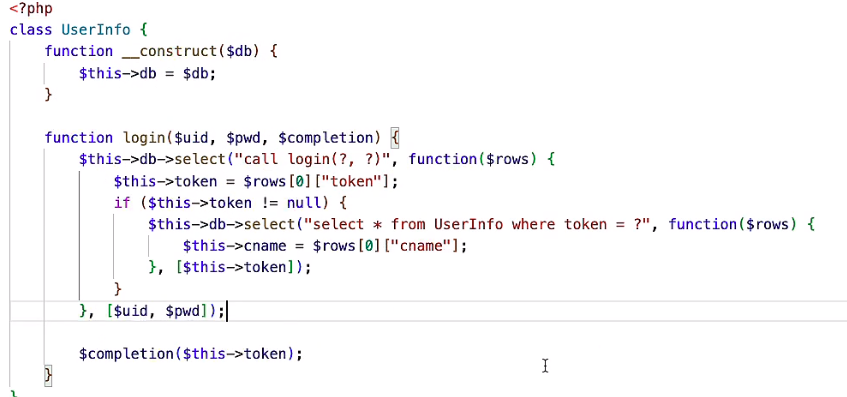 <?php
class UserInfo {
    function __construct($db) {
        $this->db = $db;
    }

    function login($uid, $pwd, $completion) {
        $this->db->select("call login(?, ?)", function($rows) {
            $this->token = $rows[0]["token"];
            if ($this->token != null) {
                $this->db->select("select * from UserInfo where token = ?", function($rows) {
                    $this->cname = $rows[0]["cname"];
                }, [$this->token]);
            }
        }, [$uid, $pwd]);

        $completion($this->token);
    }
}